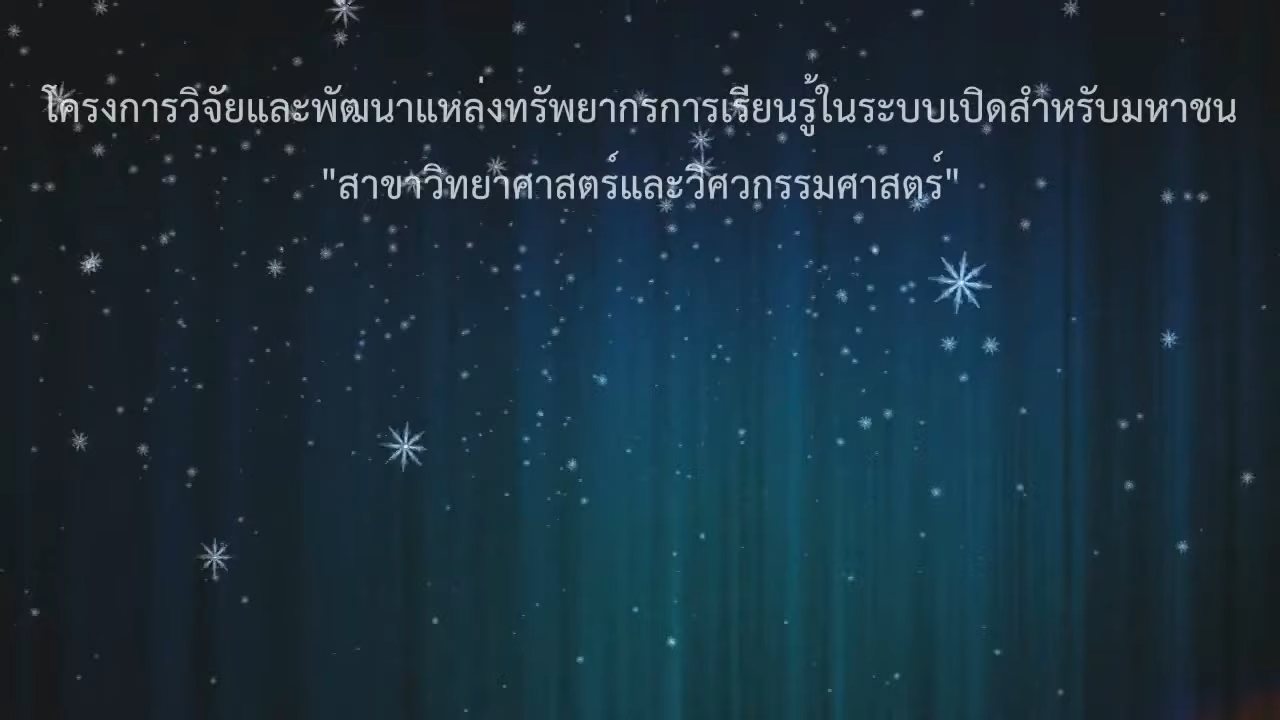 โครงการวิจัยและพัฒนาแหล่งทรัพยากรการเรียนรู้ในระบบเปิดสำหรับมหาชน
"สาขาวิทยาศาสตร์และวิศวกรรมศาสตร์"